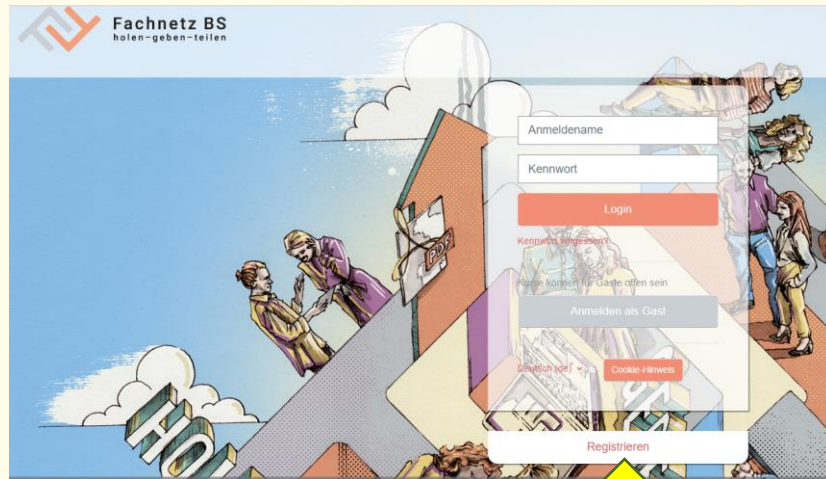 Fachnetz BS
holen-geben-teilen
Anmeldename
Kennwort
Login
Kennwort vergessen?
Kurse können für Gäste offen sein
Anmelden als Gast
Deutsch (de)
Cookie-Hinweis
Registrieren
PDF
HOL